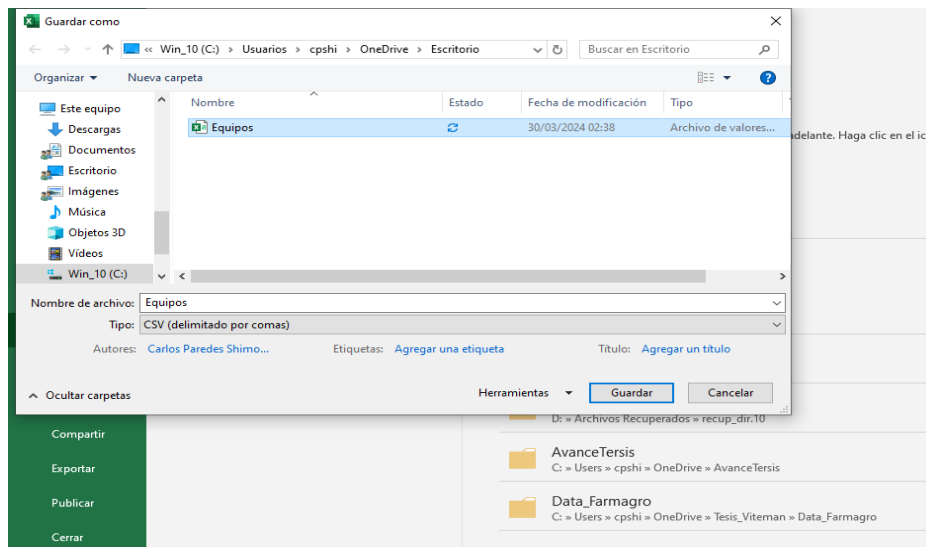 Guardar como
« Win_10 (C:) › Usuarios › cpshi › OneDrive › Escritorio
Buscar en Escritorio
Organizar
Nueva carpeta
Este equipo
Descargas
Documentos
Escritorio
Imágenes
Música
Objetos 3D
Vídeos
Win_10 (C:)
Nombre Estado Fecha de modificación Tipo
Equipos 30/03/2024 02:38 Archivo de valores...
adelante. Haga clic en el ic
Nombre de archivo: Equipos
Tipo: CSV (delimitado por comas)
Autores: Carlos Paredes Shimo... Etiquetas: Agregar una etiqueta Título: Agregar un título
Ocultar carpetas
Herramientas Guardar Cancelar
Compartir
Exportar
Publicar
Cerrar
D: » Archivos Recuperados » recup_dir.10
AvanceTersis
C: » Users » cpshi » OneDrive » AvanceTersis
Data_Farmagro
C: » Users » cpshi » OneDrive » Tesis_Viteman » Data_Farmagro